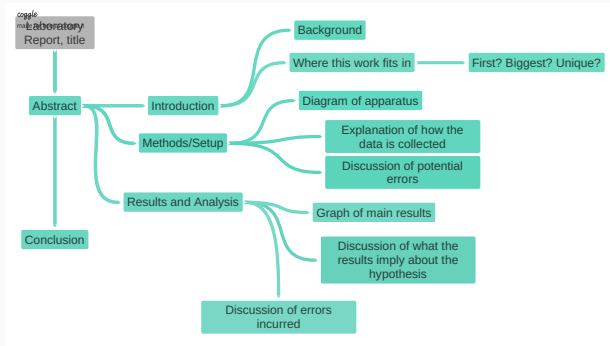 coggle
Laboratory
Report, title
Background
Where this work fits in
First? Biggest? Unique?
Abstract
Introduction
Diagram of apparatus
Methods/Setup
Explanation of how the
data is collected
Discussion of potential
errors
Results and Analysis
Graph of main results
Conclusion
Discussion of what the
results imply about the
hypothesis
Discussion of errors
incurred